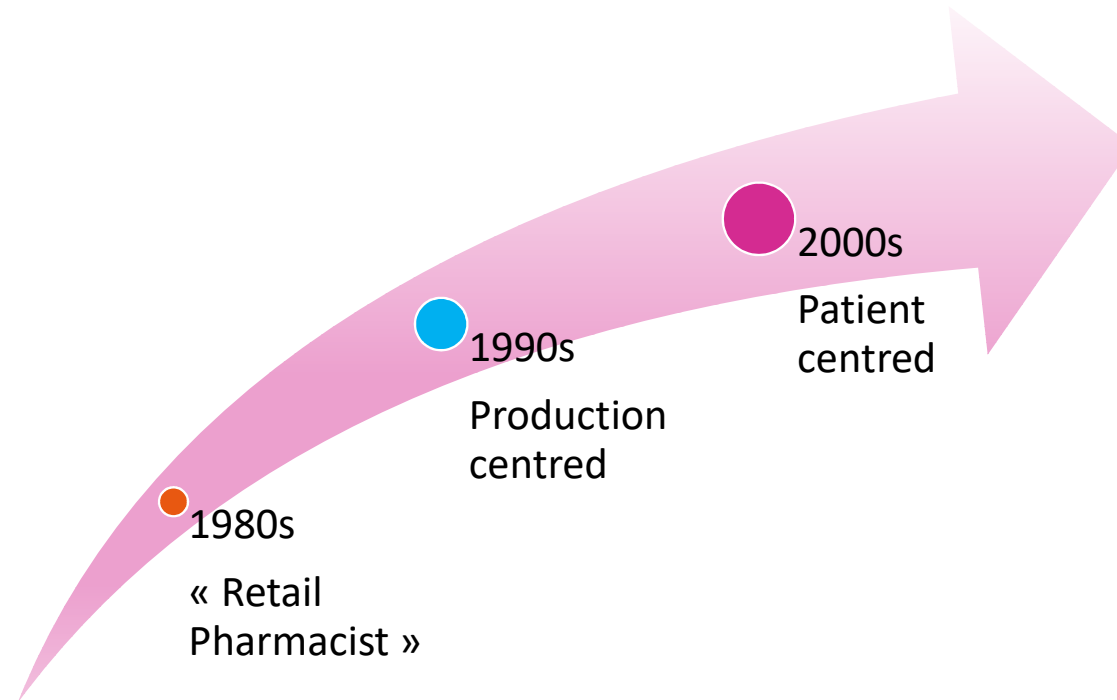 1980s
« Retail
Pharmacist »
1990s
Production
centred
2000s
Patient
centred